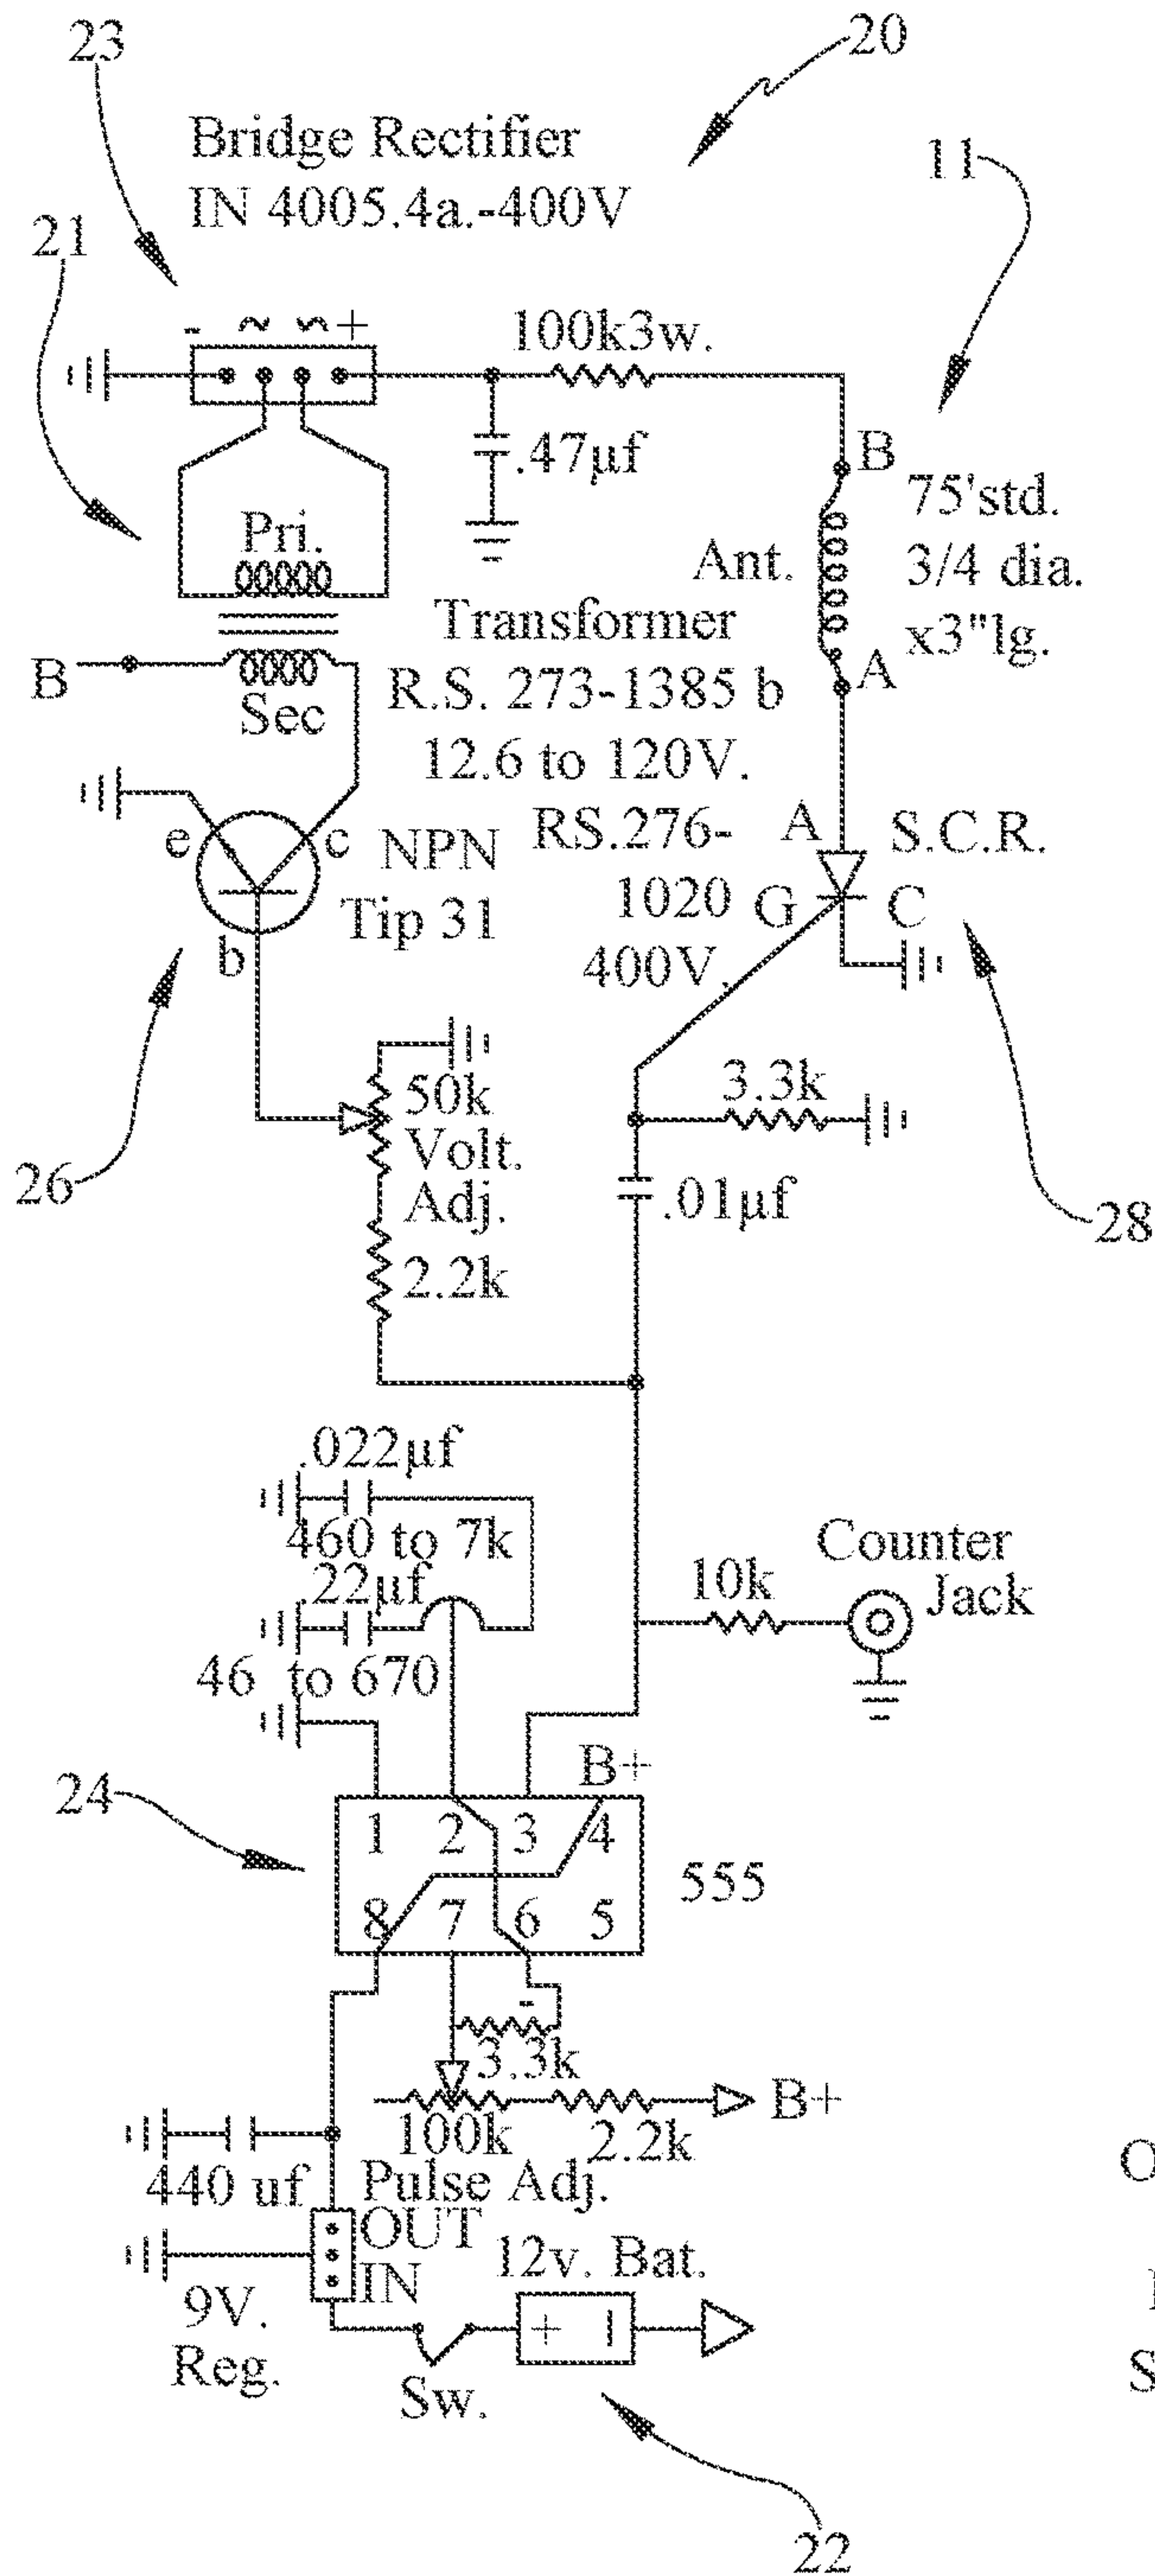 23
20
Bridge Rectifier
IN 4005.4a.-400V
11
21
- ~ ~ +
100k3w.
.47µf
B
75'std.
3/4 dia.
x3"lg.
Ant.
Pri.
Transformer
R.S. 273-1385 b
12.6 to 120V.
A
B
Sec
RS.276-
1020
400V.
A
S.C.R.
G
C
e
c
NPN
Tip 31
b
50k
Volt.
Adj.
3.3k
26
.01µf
28
2.2k
.022µf
460 to 7k
.22µf
46 to 670
Counter
Jack
10k
B+
24
1 2 3 4
8 7 6 5
555
-
3.3k
100k
2.2k
B+
Pulse Adj.
440 uf
OUT
IN
12v. Bat.
9V.
Reg.
+ -
Sw.
22
O
S